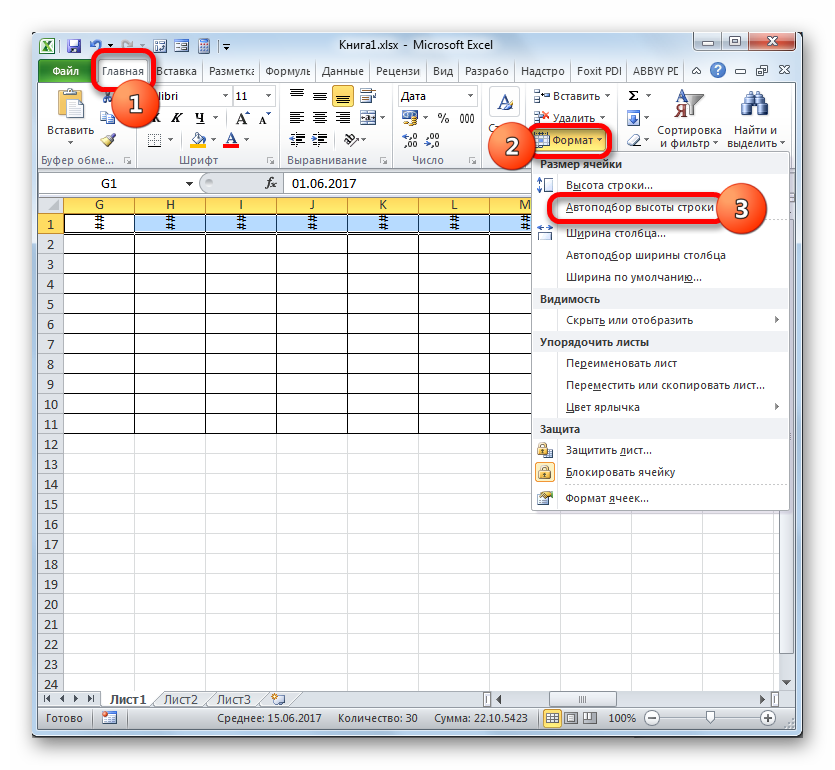 Книга1.xlsx - Microsoft Excel
Файл Главная Вставка Разметка Формуль Данные Рецензи Вид Разрабо Надстро Foxit PDI ABBYY PE
1
Вставить
libri 11
Ж К Ч
А А
А
Дата
% 000
Вставить
Удалить
Формат
2
Σ
Сортировка и фильтр
Найти и выделить
Буфер обме... Шрифт Выравнивание Число
G1 fx 01.06.2017
Размер ячейки
Высота строки...
Автоподбор высоты строки
3
Ширина столбца...
Автоподбор ширины столбца
Ширина по умолчанию...
Видимость
Скрыть или отобразить
Упорядочить листы
Переименовать лист
Переместить или скопировать лист...
Цвет ярлычка
Защита
Защитить лист...
Блокировать ячейку
Формат ячеек...
G H I J K L M
1 # # # # # # #
2
3
4
5
6
7
8
9
10
11
12
13
14
15
16
17
18
19
20
21
22
23
24
Лист1 Лист2 Лист3
Готово Среднее: 15.06.2017 Количество: 30 Сумма: 22.10.5423 100%